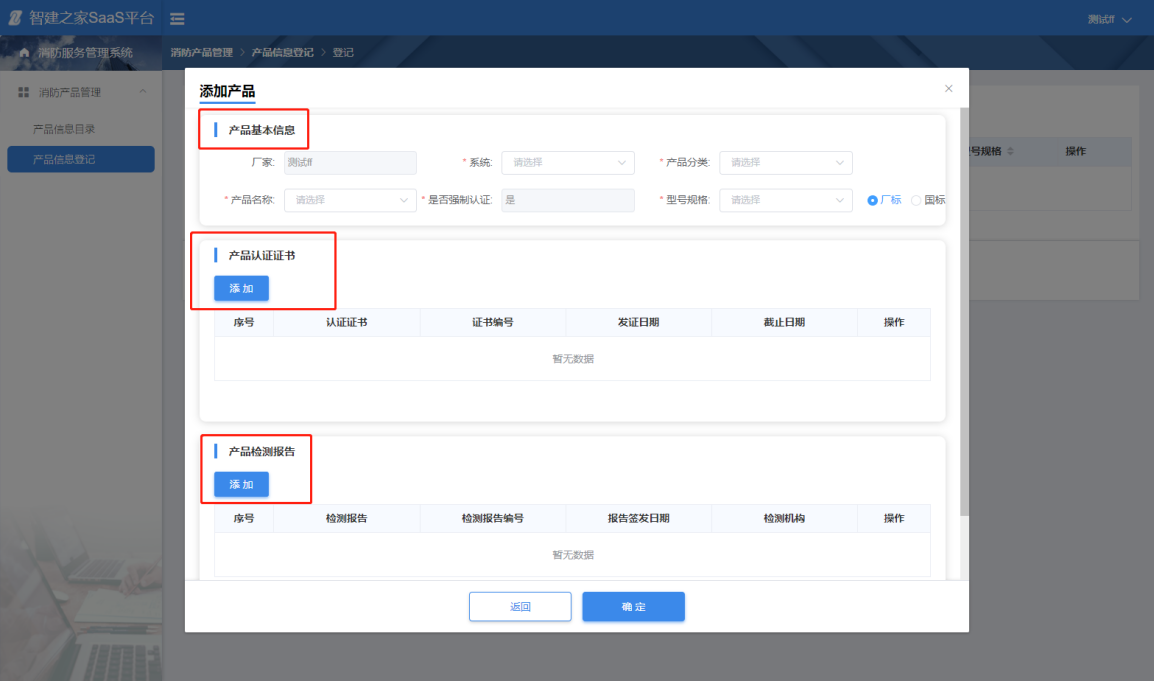 智建之家SaaS平台
测试ff
消防服务管理系统
消防产品管理 > 产品信息登记 > 登记
消防产品管理
产品信息目录
产品信息登记
号规格
操作
添加产品
产品基本信息
厂家: 测试ff
* 系统: 请选择
* 产品分类: 请选择
* 产品名称: 请选择
* 是否强制认证: 是
* 型号规格: 请选择
厂标 国标
产品认证证书
添加
序号 认证证书 证书编号 发证日期 截止日期 操作
暂无数据
产品检测报告
添加
序号 检测报告 检测报告编号 报告签发日期 检测机构 操作
暂无数据
返回 确定